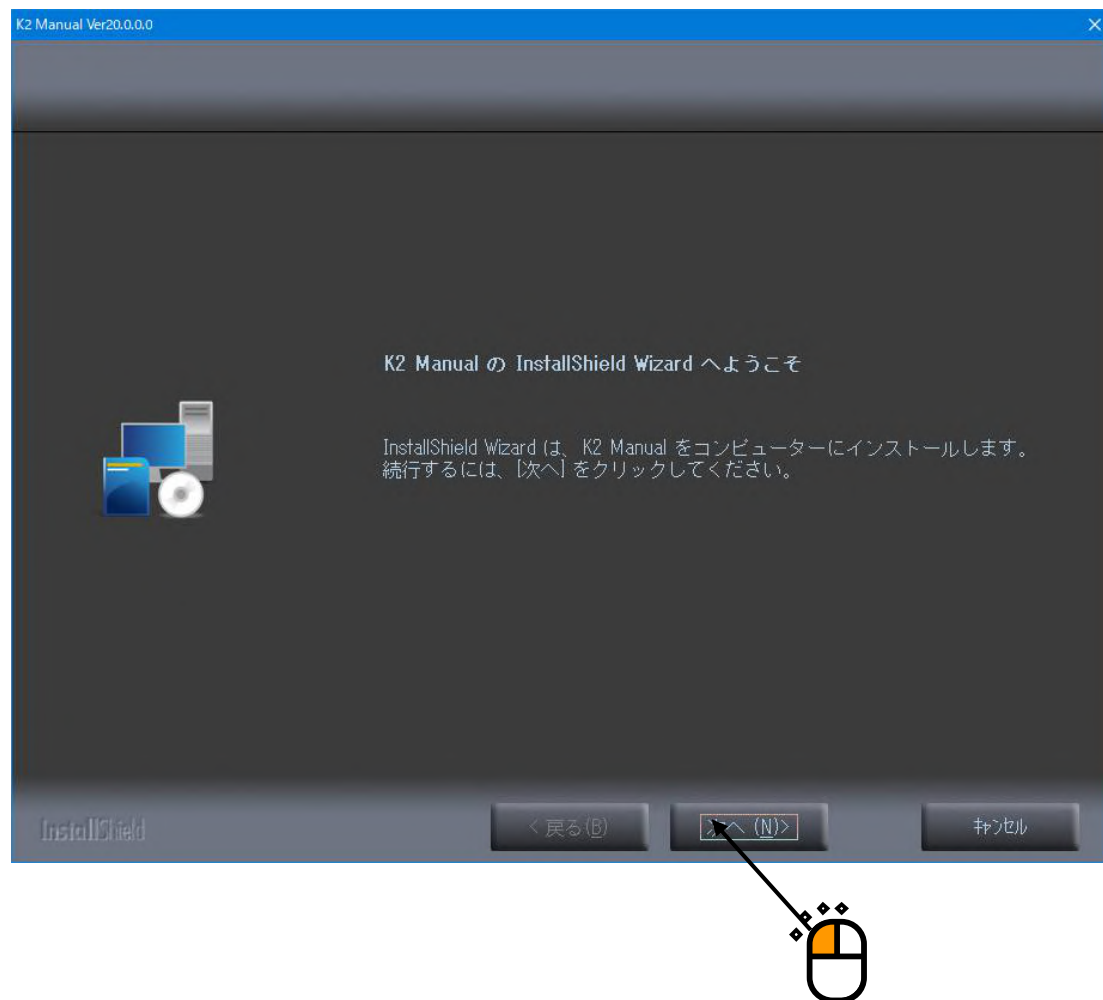 K2 Manual Ver20.0.0.0
K2 Manual の InstallShield Wizard へようこそ
InstallShield Wizard は、K2 Manual をコンピューターにインストールします。
続行するには、[次へ] をクリックしてください。
InstallShield
< 戻る(B)
次へ (N)>
キャンセル